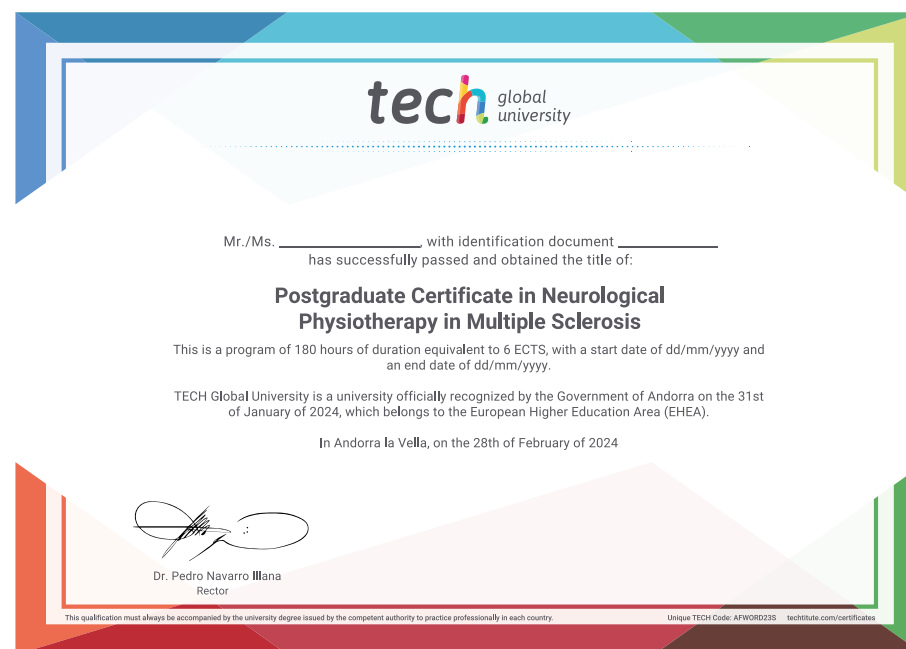 tech global
university
Mr./Ms. ____________________, with identification document ______________
has successfully passed and obtained the title of:
Postgraduate Certificate in Neurological
Physiotherapy in Multiple Sclerosis
This is a program of 180 hours of duration equivalent to 6 ECTS, with a start date of dd/mm/yyyy and
an end date of dd/mm/yyyy.
TECH Global University is a university officially recognized by the Government of Andorra on the 31st
of January of 2024, which belongs to the European Higher Education Area (EHEA).
In Andorra la Vella, on the 28th of February of 2024
Dr. Pedro Navarro Illana
Rector
This qualification must always be accompanied by the university degree issued by the competent authority to practice professionally in each country.
Unique TECH Code: AFWORD23S techtitute.com/certificates